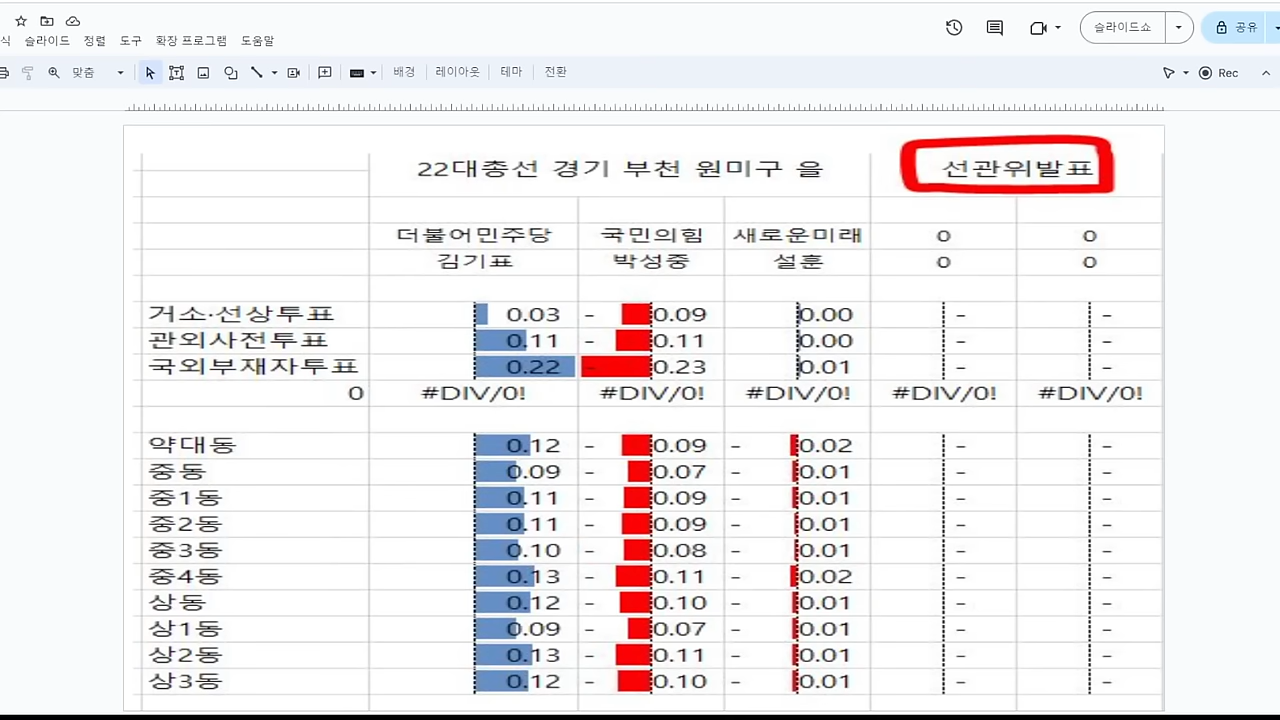 식 슬라이드 정렬 도구 확장 프로그램 도움말
슬라이드쇼 공유
맞춤 배경 레이아웃 테마 전환 Rec
22대총선 경기 부천 원미구 을 선관위발표
더불어민주당 국민의힘 새로운미래 0 0
김기표 박성중 설훈 0 0
거소·선상투표 0.03 - 0.09 0.00 - -
관외사전투표 0.11 - 0.11 0.00 - -
국외부재자투표 0.22 - 0.23 0.01 - -
0 #DIV/0! #DIV/0! #DIV/0! #DIV/0! #DIV/0!
약대동 0.12 - 0.09 - 0.02 - -
중동 0.09 - 0.07 - 0.01 - -
중1동 0.11 - 0.09 - 0.01 - -
중2동 0.11 - 0.09 - 0.01 - -
중3동 0.10 - 0.08 - 0.01 - -
중4동 0.13 - 0.11 - 0.02 - -
상동 0.12 - 0.10 - 0.01 - -
상1동 0.09 - 0.07 - 0.01 - -
상2동 0.13 - 0.11 - 0.01 - -
상3동 0.12 - 0.10 - 0.01 - -